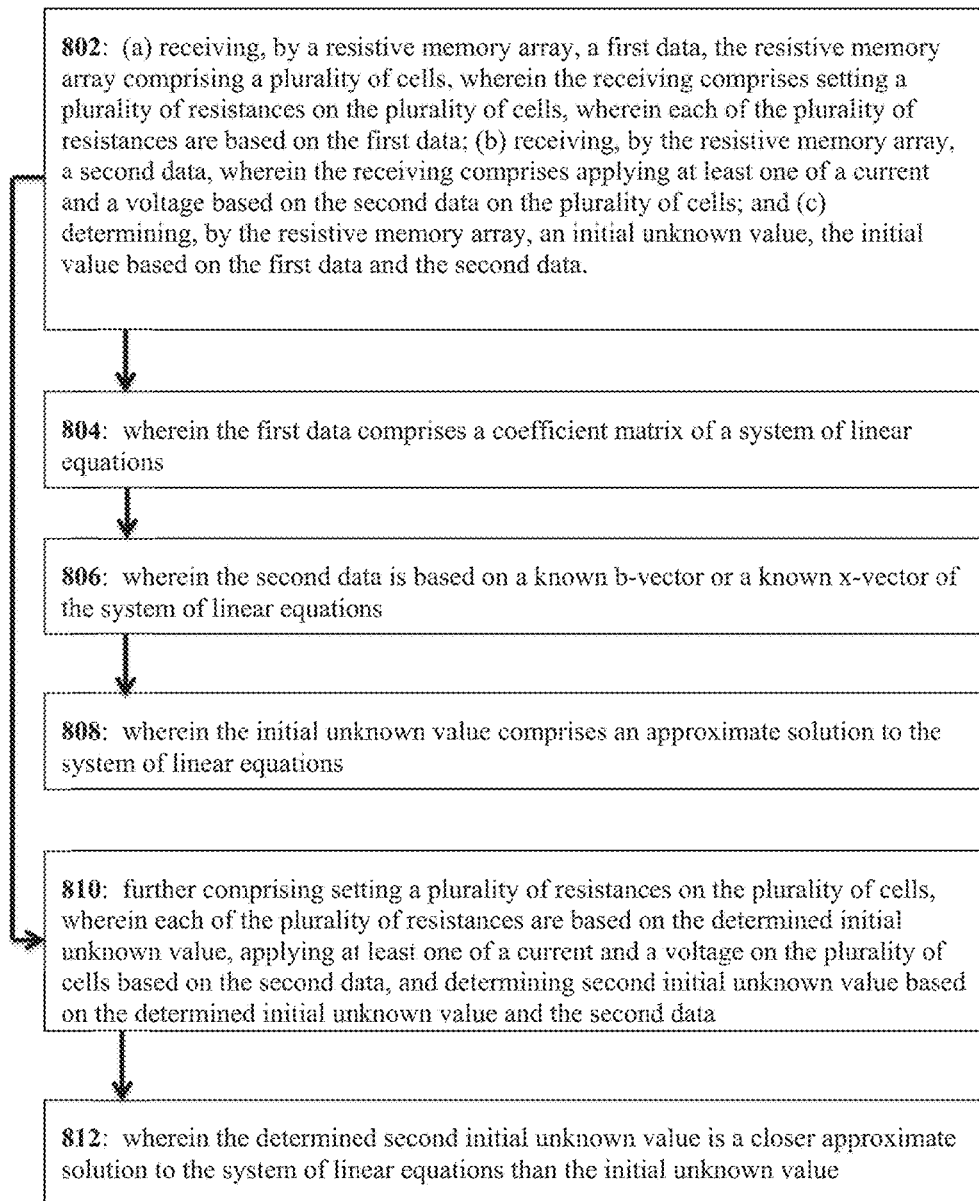 802: (a) receiving, by a resistive memory array, a first data, the resistive memory
array comprising a plurality of cells, wherein the receiving comprises setting a
plurality of resistances on the plurality of cells, wherein each of the plurality of
resistances are based on the first data; (b) receiving, by the resistive memory array,
a second data, wherein the receiving comprises applying at least one of a current
and a voltage based on the second data on the plurality of cells; and (c)
determining, by the resistive memory array, an initial unknown value, the initial
value based on the first data and the second data.
804: wherein the first data comprises a coefficient matrix of a system of linear
equations
806: wherein the second data is based on a known b-vector or a known x-vector of
the system of linear equations
808: wherein the initial unknown value comprises an approximate solution to the
system of linear equations
810: further comprising setting a plurality of resistances on the plurality of cells,
wherein each of the plurality of resistances are based on the determined initial
unknown value, applying at least one of a current and a voltage on the plurality of
cells based on the second data, and determining second initial unknown value based
on the determined initial unknown value and the second data
812: wherein the determined second initial unknown value is a closer approximate
solution to the system of linear equations than the initial unknown value